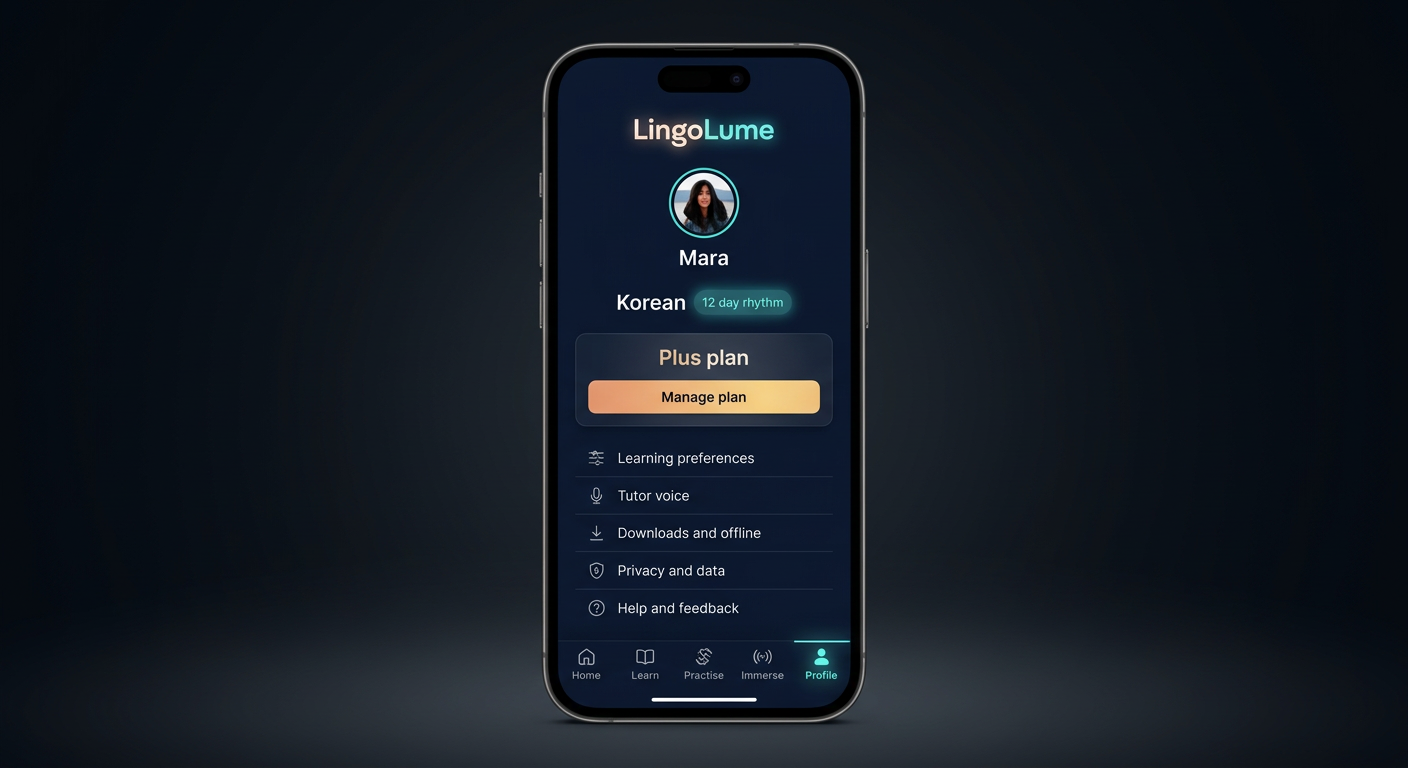 LingoLume
Mara
Korean 12 day rhythm
Plus plan
Manage plan
Learning preferences
Tutor voice
Downloads and offline
Privacy and data
Help and feedback
Home Learn Practise Immerse Profile